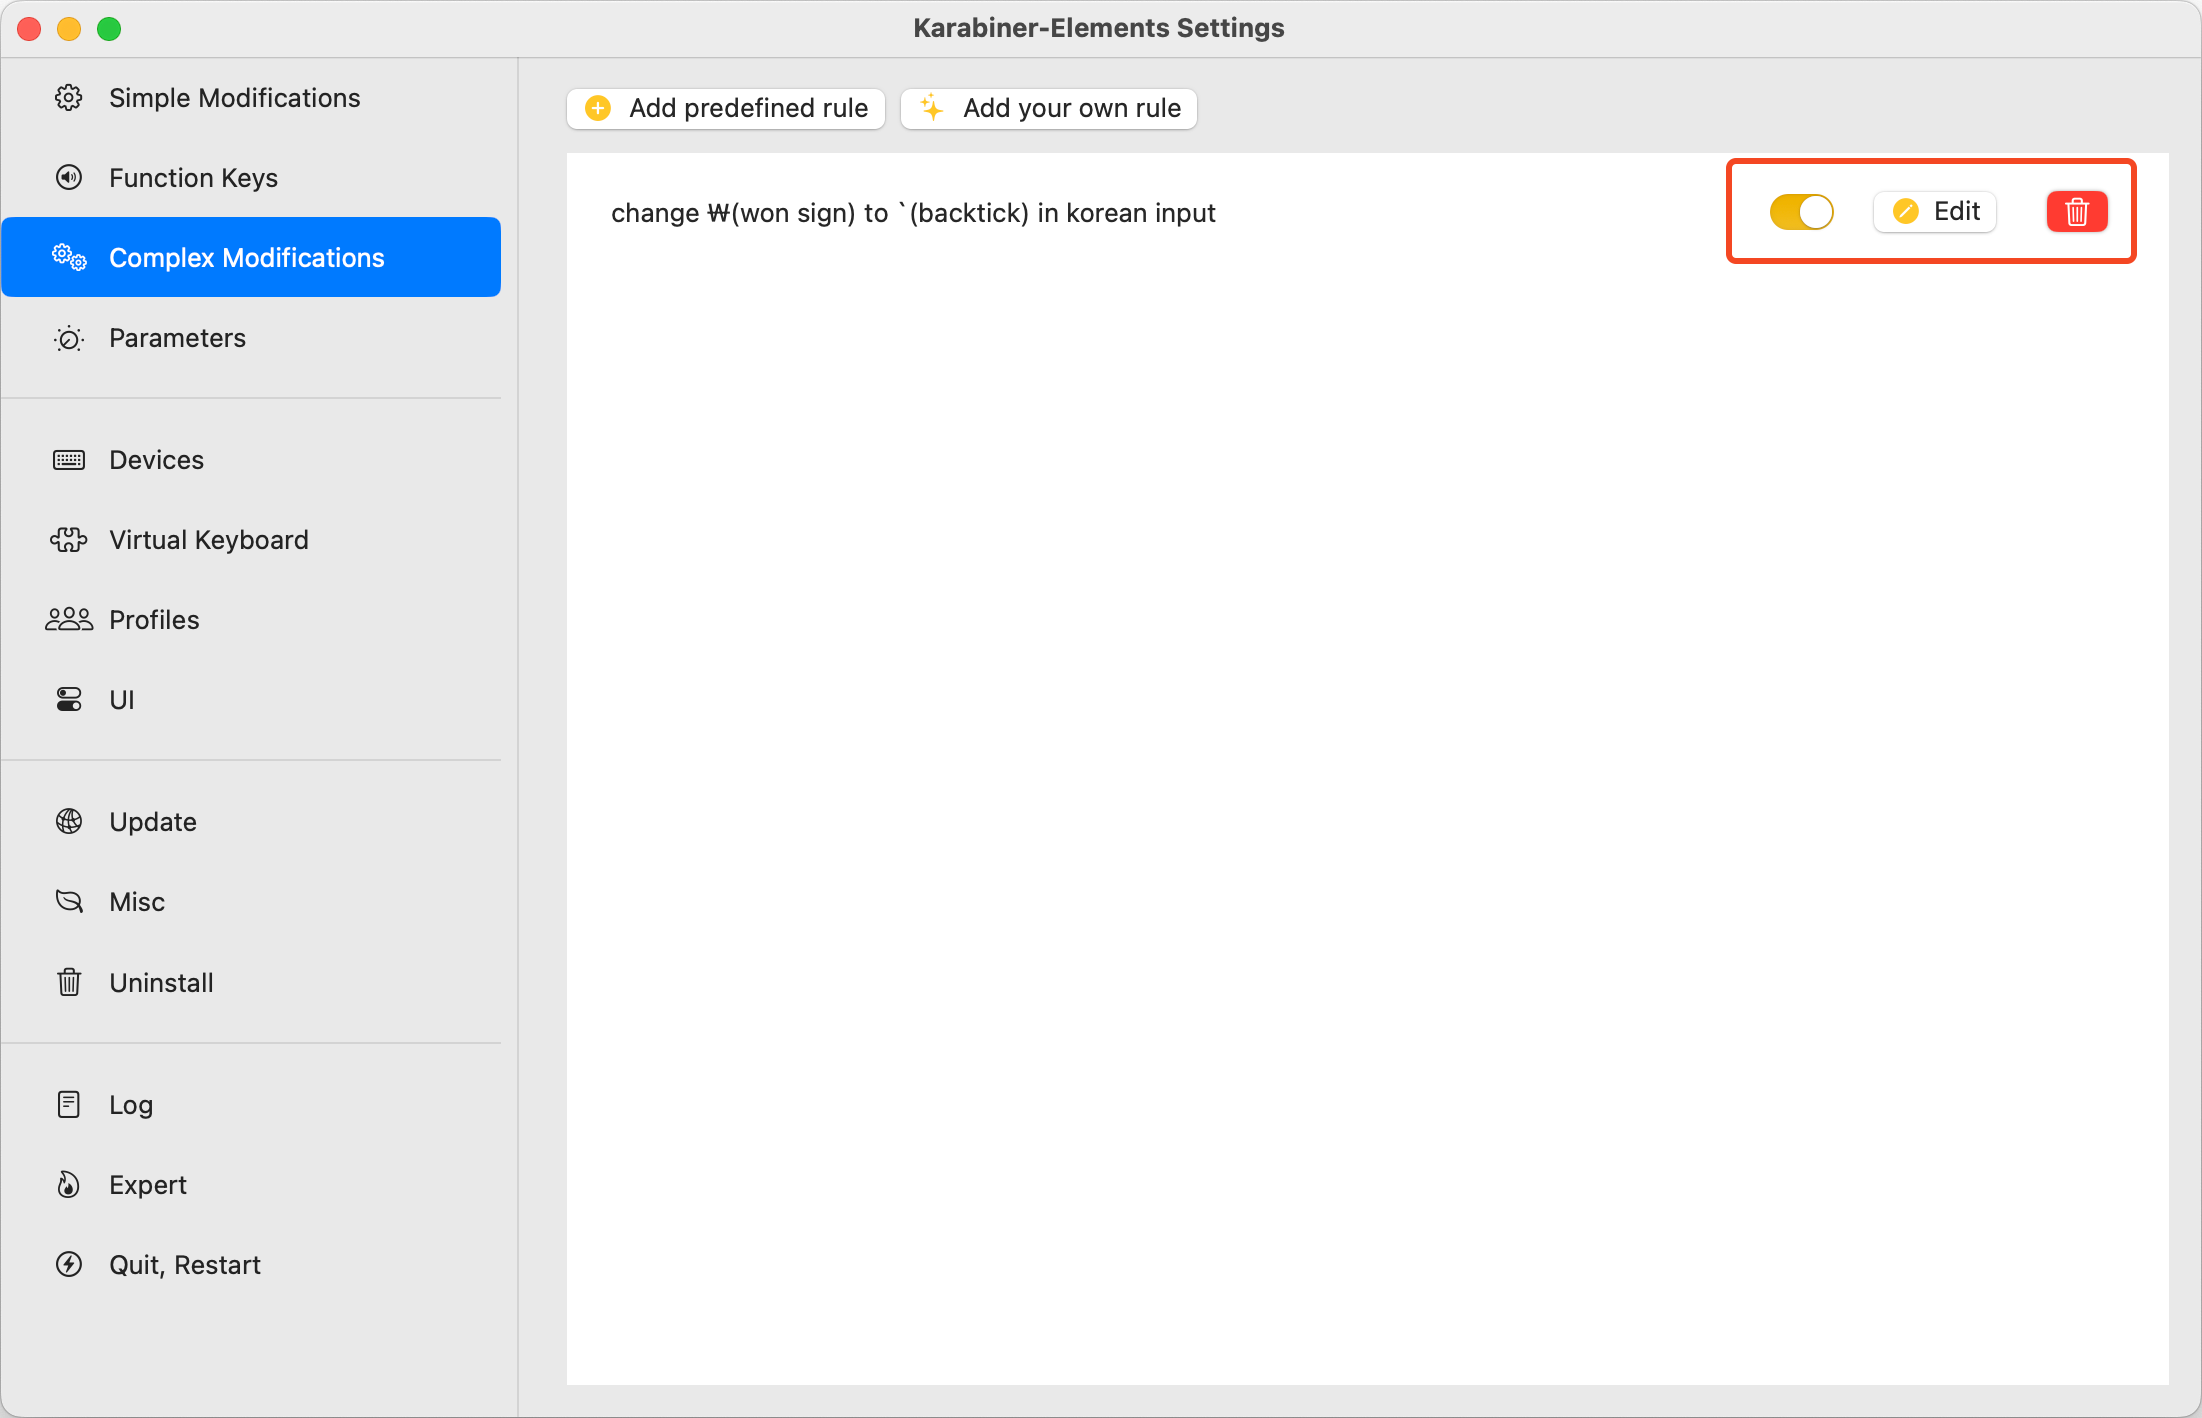 Karabiner-Elements Settings
Simple Modifications
Function Keys
Complex Modifications
Parameters
Devices
Virtual Keyboard
Profiles
UI
Update
Misc
Uninstall
Log
Expert
Quit, Restart
Add predefined rule
Add your own rule
change ₩(won sign) to `(backtick) in korean input
Edit